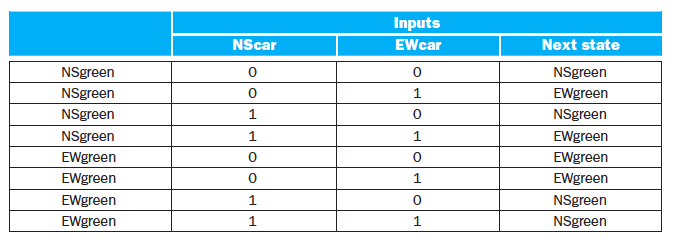 Inputs
NScar EWcar Next state
NSgreen 0 0 NSgreen
NSgreen 0 1 EWgreen
NSgreen 1 0 NSgreen
NSgreen 1 1 EWgreen
EWgreen 0 0 EWgreen
EWgreen 0 1 EWgreen
EWgreen 1 0 NSgreen
EWgreen 1 1 NSgreen